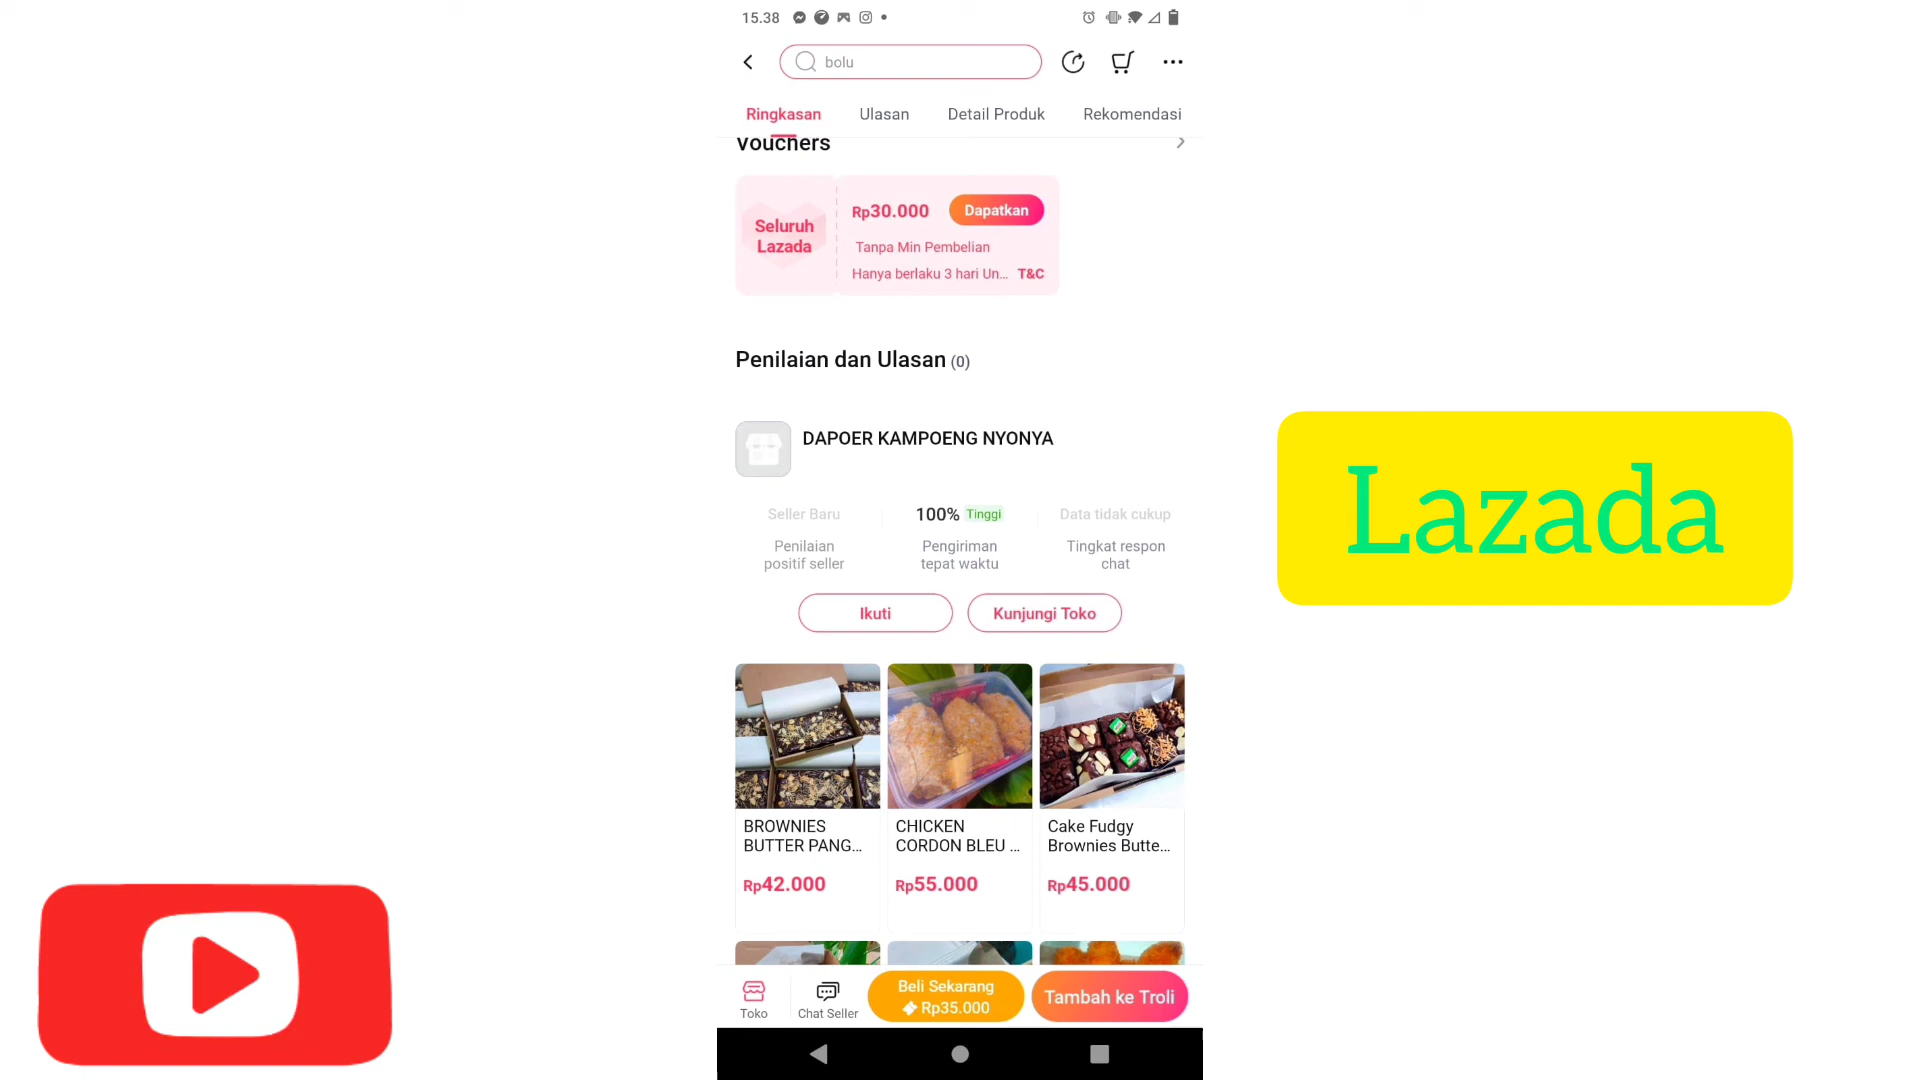 15.38
bolu
Ringkasan Ulasan Detail Produk Rekomendasi
Vouchers
Seluruh
Lazada
Rp30.000 Dapatkan
Tanpa Min Pembelian
Hanya berlaku 3 hari Un... T&C
Penilaian dan Ulasan (0)
DAPOER KAMPOENG NYONYA
Seller Baru 100% Tinggi Data tidak cukup
Penilaian
positif seller
Pengiriman
tepat waktu
Tingkat respon
chat
Ikuti Kunjungi Toko
BROWNIES
BUTTER PANG...
Rp42.000
CHICKEN
CORDON BLEU ...
Rp55.000
Cake Fudgy
Brownies Butte...
Rp45.000
Toko
Chat Seller
Beli Sekarang
Rp35.000
Tambah ke Troli
Lazada